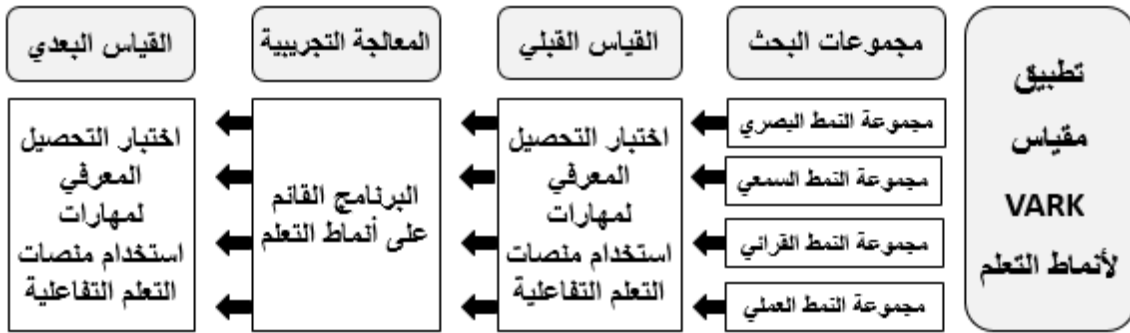 تطبيق
مقياس
VARK
لأنماط التعلم
مجموعات البحث
مجموعة النمط البصري
مجموعة النمط السمعي
مجموعة النمط القرائي
مجموعة النمط العملي
القياس القبلي
اختبار التحصيل
المعرفي
لمهارات
استخدام منصات
التعلم التفاعلية
المعالجة التجريبية
البرنامج القائم
على أنماط التعلم
القياس البعدي
اختبار التحصيل
المعرفي
لمهارات
استخدام منصات
التعلم التفاعلية